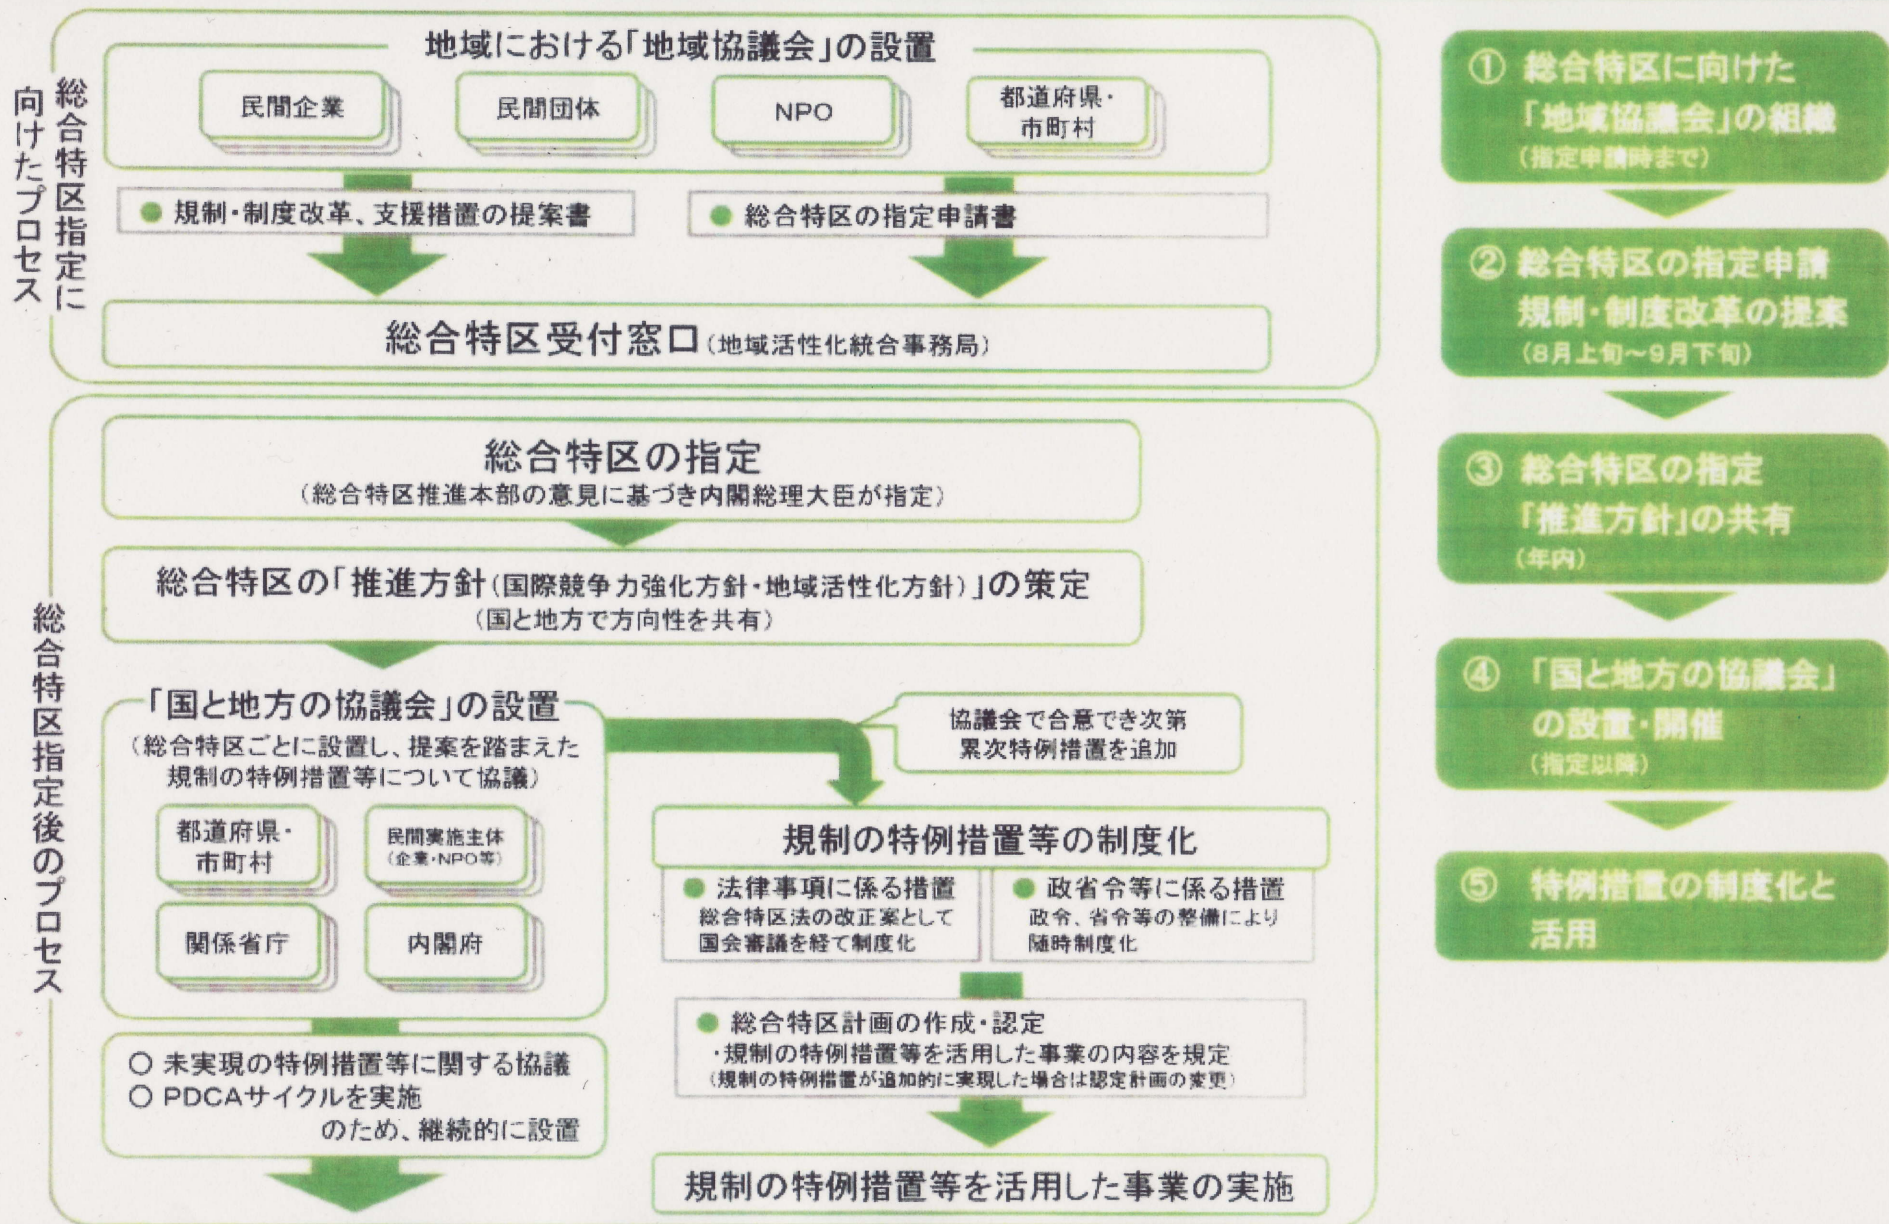 総合特区指定に
向けたプロセス
地域における「地域協議会」の設置
民間企業
民間団体
NPO
都道府県・
市町村
● 規制・制度改革、支援措置の提案書
● 総合特区の指定申請書
総合特区受付窓口(地域活性化統合事務局)
総合特区指定後のプロセス
総合特区の指定
(総合特区推進本部の意見に基づき内閣総理大臣が指定)
総合特区の「推進方針(国際競争力強化方針・地域活性化方針)」の策定
(国と地方で方向性を共有)
「国と地方の協議会」の設置
(総合特区ごとに設置し、提案を踏まえた
規制の特例措置等について協議)
都道府県・
市町村
民間実施主体
(企業・NPO等)
関係省庁
内閣府
○ 未実現の特例措置等に関する協議
○ PDCAサイクルを実施
のため、継続的に設置
協議会で合意でき次第
累次特例措置を追加
規制の特例措置等の制度化
● 法律事項に係る措置
総合特区法の改正案として
国会審議を経て制度化
● 政省令等に係る措置
政令、省令等の整備により
随時制度化
● 総合特区計画の作成・認定
・規制の特例措置等を活用した事業の内容を規定
(規制の特例措置が追加的に実現した場合は認定計画の変更)
規制の特例措置等を活用した事業の実施
① 総合特区に向けた
「地域協議会」の組織
(指定申請時まで)
② 総合特区の指定申請
規制・制度改革の提案
(8月上旬～9月下旬)
③ 総合特区の指定
「推進方針」の共有
(年内)
④ 「国と地方の協議会」
の設置・開催
(指定以降)
⑤ 特例措置の制度化と
活用